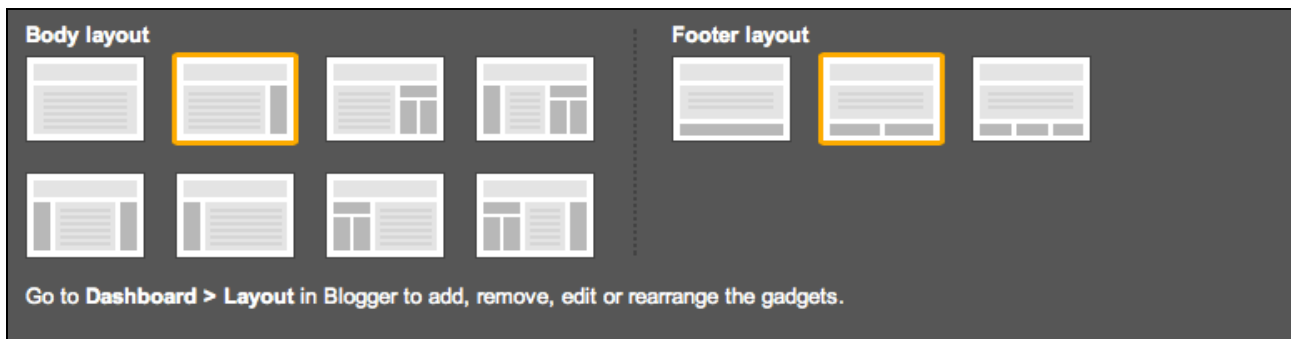 Body layout
Footer layout
Go to Dashboard > Layout in Blogger to add, remove, edit or rearrange the gadgets.